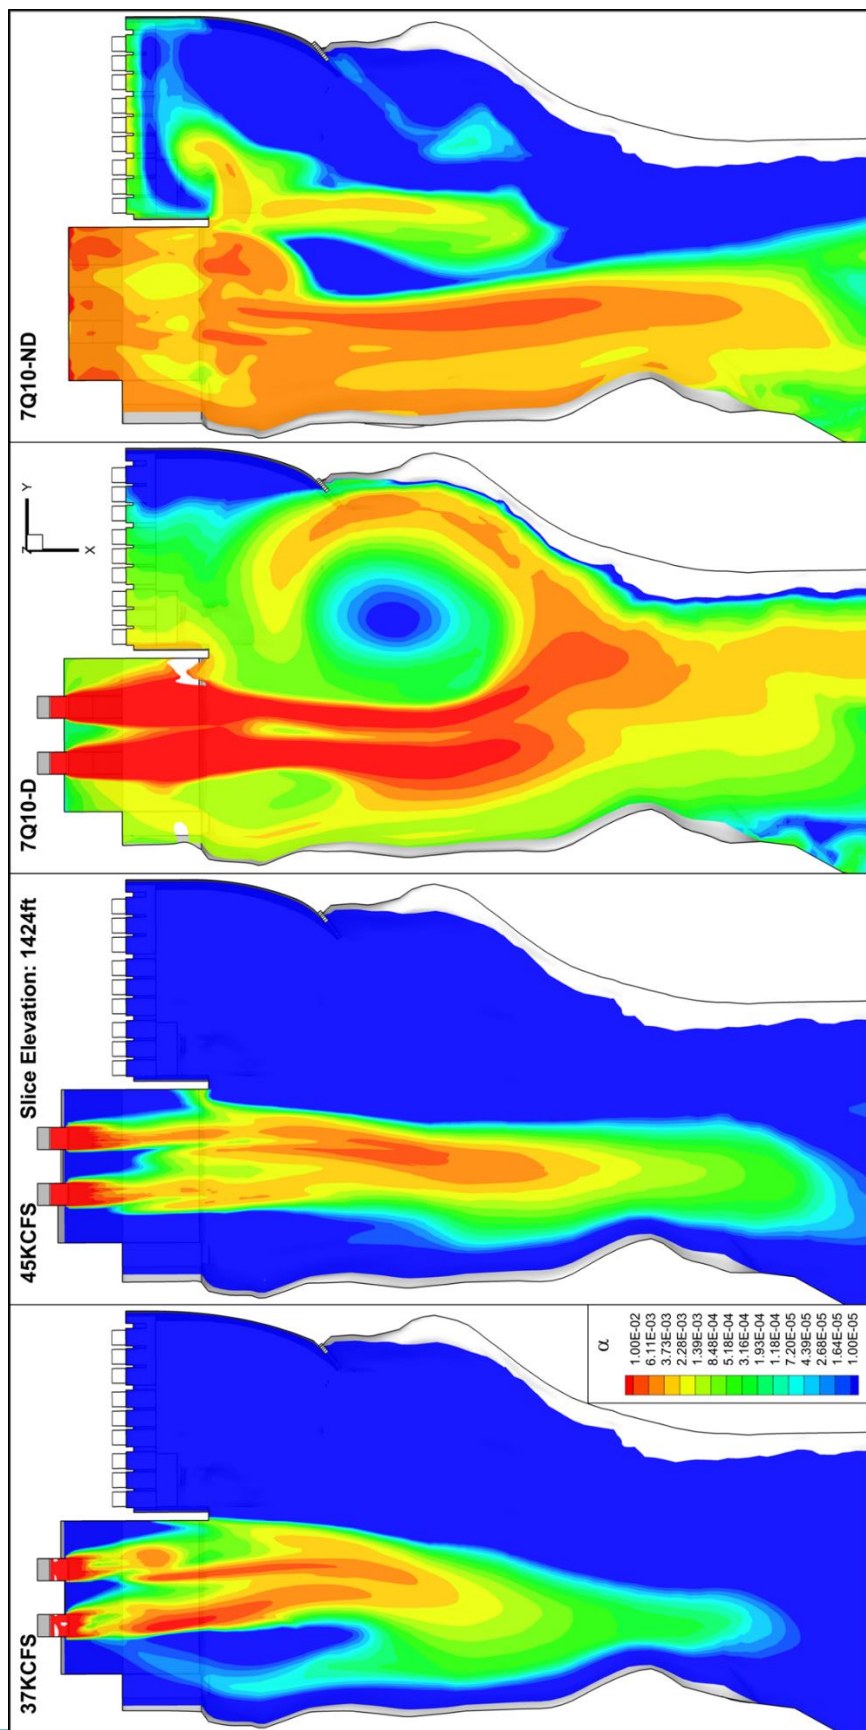 37KCFS
45KCFS
Slice Elevation: 1424ft
7Q10-D
7Q10-ND
Z
Y
X
α
1.00E-02
6.11E-03
3.73E-03
2.28E-03
1.39E-03
8.48E-04
5.18E-04
3.16E-04
1.93E-04
1.18E-04
7.20E-05
4.39E-05
2.68E-05
1.64E-05
1.00E-05